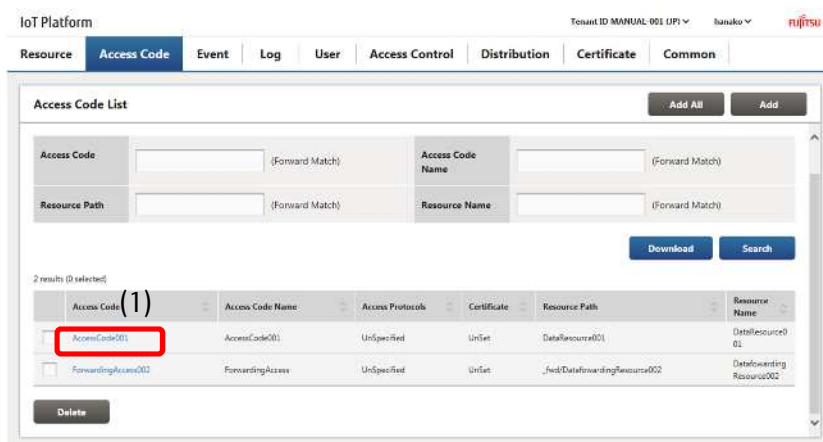 IoT Platform Tenant ID MANUAL-001 (JP) hanako FUJITSU
Resource Access Code Event Log User Access Control Distribution Certificate Common
Access Code List Add All Add
Access Code (Forward Match) Access Code Name (Forward Match)
Resource Path (Forward Match) Resource Name (Forward Match)
Download Search
2 results (0 selected)
(1)
Access Code Access Code Name Access Protocols Certificate Resource Path Resource Name
AccessCode001 AccessCode001 UnSpecified UnSet DataResource001 DataResource001
ForwardingAccess002 ForwardingAccess UnSpecified UnSet _fwd/DatafowardingResource002 DatafowardingResource002
Delete